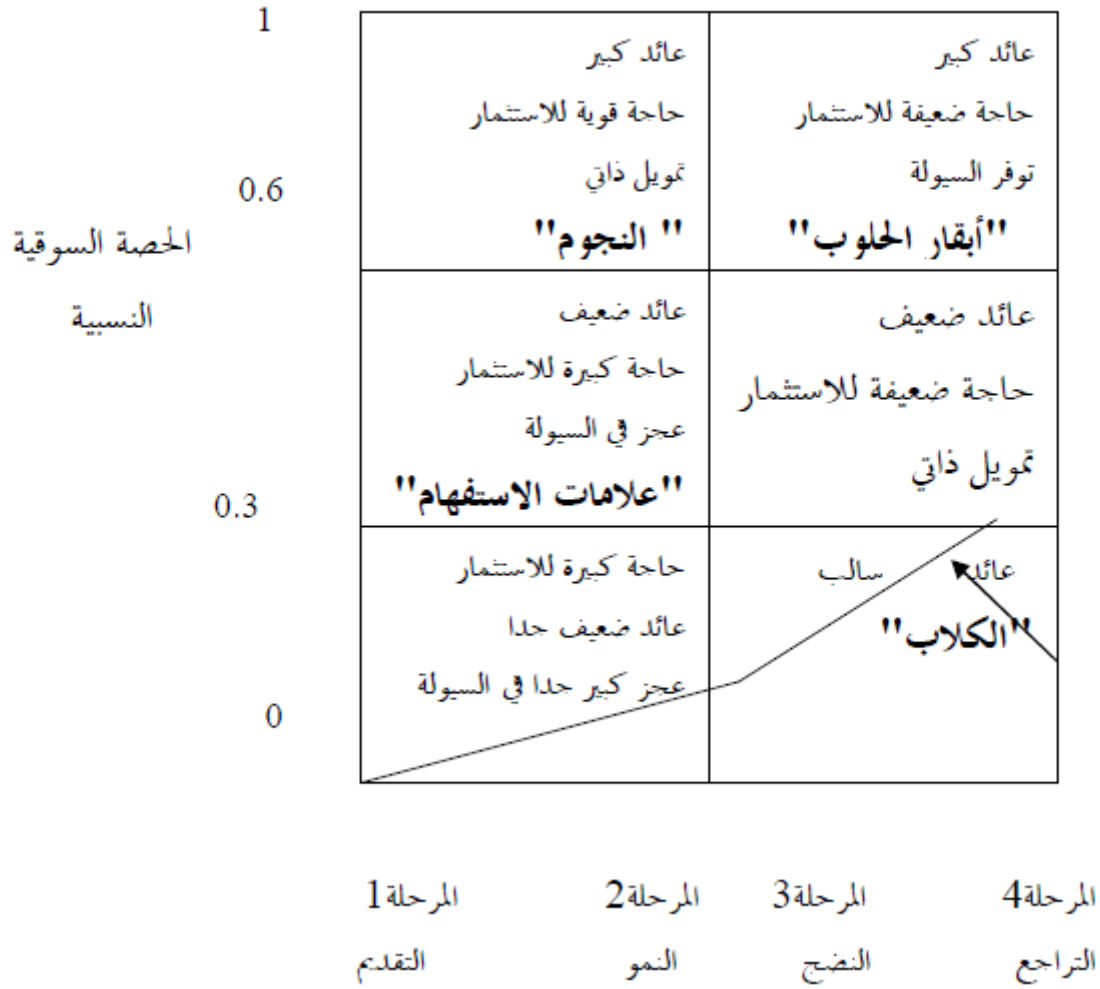 1
0.6
0.3
0
الحصة السوقية
النسبية
عائد كبير
حاجة ضعيفة للاستثمار
توفر السيولة
"أبقار الحلوب"
عائد كبير
حاجة قوية للاستثمار
تمويل ذاتي
" النجوم"
عائد ضعيف
حاجة ضعيفة للاستثمار
تمويل ذاتي
عائد ضعيف
حاجة كبيرة للاستثمار
عجز في السيولة
"علامات الاستفهام"
عائد سالب
"الكلاب"
حاجة كبيرة للاستثمار
عائد ضعيف جدا
عجز كبير جدا في السيولة
المرحلة1
التقديم
المرحلة2
النمو
المرحلة3
النضج
المرحلة4
التراجع